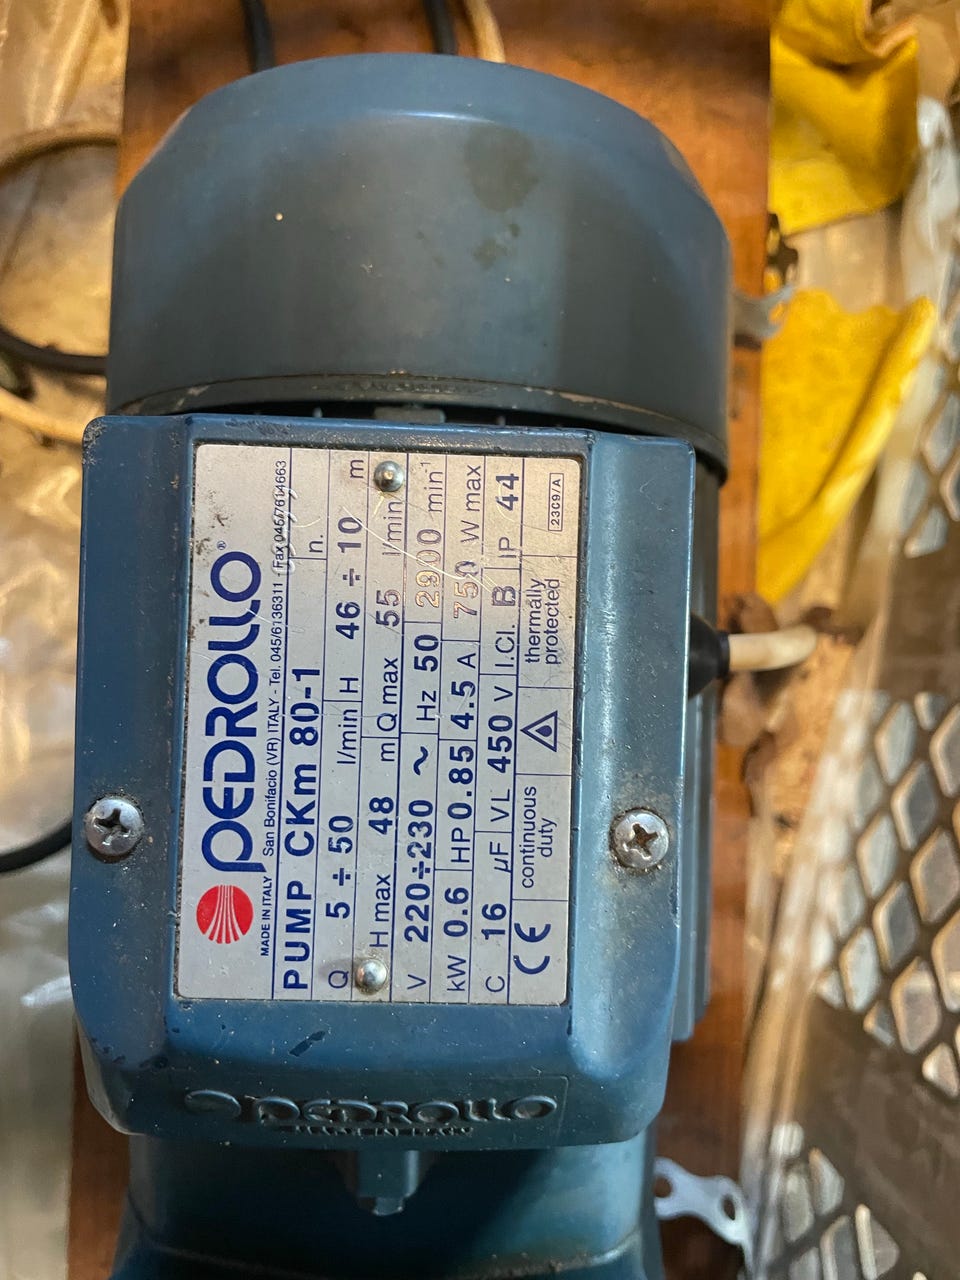 PEDROLLO®
MADE IN ITALY San Bonifacio (VR) ITALY - Tel. 045/6136311 - Fax 045/7614663
PUMP CKm 80-1 n.
Q 5 ÷ 50 l/min H 46 ÷ 10 m
H max 48 m Q max 55 l/min
V 220÷230 ~ Hz 50 2900 min-1
kW 0.6 HP 0.85 4.5 A 750 W max
C 16 µF VL 450 V I.Cl. B IP 44
CE continuous duty thermally protected 23C9/A
PEDROLLO